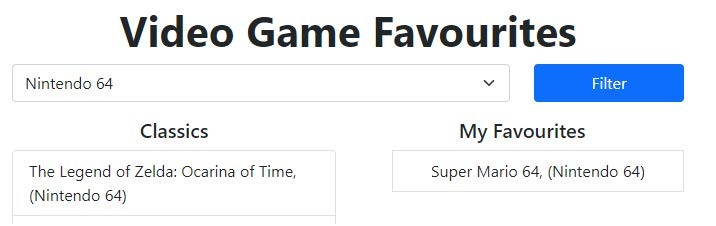 Video Game Favourites
Nintendo 64
Filter
Classics
The Legend of Zelda: Ocarina of Time,
(Nintendo 64)
My Favourites
Super Mario 64, (Nintendo 64)